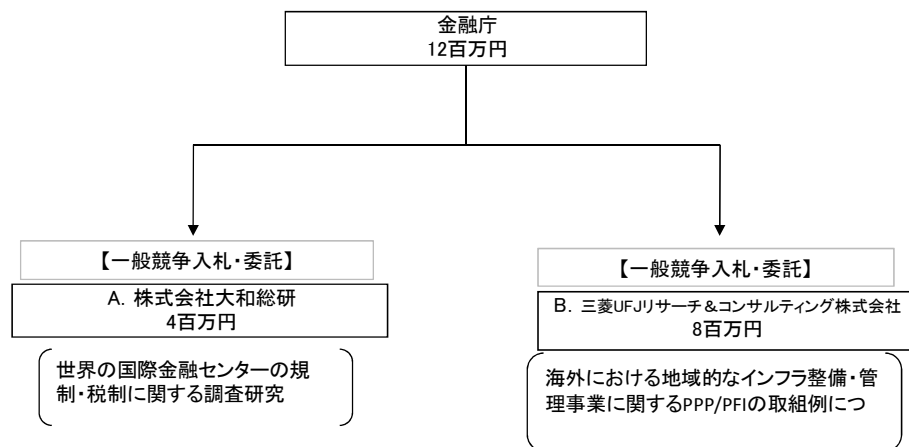 金融庁
12百万円
【一般競争入札・委託】
A. 株式会社大和総研
4百万円
世界の国際金融センターの規
制・税制に関する調査研究
【一般競争入札・委託】
B. 三菱UFJリサーチ&コンサルティング株式会社
8百万円
海外における地域的なインフラ整備・管
理事業に関するPPP/PFIの取組例につ